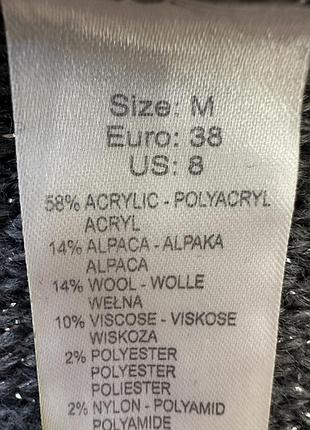 Size: M
Euro: 38
US: 8
58% ACRYLIC - POLYACRYL
ACRYL
14% ALPACA - ALPAKA
ALPACA
14% WOOL - WOLLE
WEŁNA
10% VISCOSE - VISKOSE
WISKOZA
2% POLYESTER
POLYESTER
POLIESTER
2% NYLON - POLYAMID
POLYAMIDE